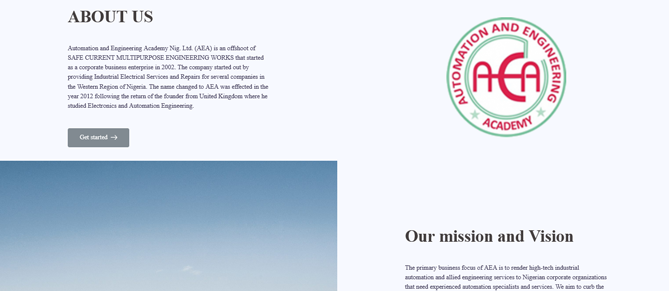 ABOUT US
Automation and Engineering Academy Nig. Ltd. (AEA) is an offshoot of
SAFE CURRENT MULTIPURPOSE ENGINEERING WORKS that started
as a corporate business enterprise in 2002. The company started out by
providing Industrial Electrical Services and Repairs for several companies in
the Western Region of Nigeria. The name changed to AEA was effected in the
year 2012 following the return of the founder from United Kingdom where he
studied Electronics and Automation Engineering.
Get started →
AUTOMATION AND ENGINEERING
AEA
ACADEMY
Our mission and Vision
The primary business focus of AEA is to render high-tech industrial
automation and allied engineering services to Nigerian corporate organizations
that need experienced automation specialists and services. We aim to curb the